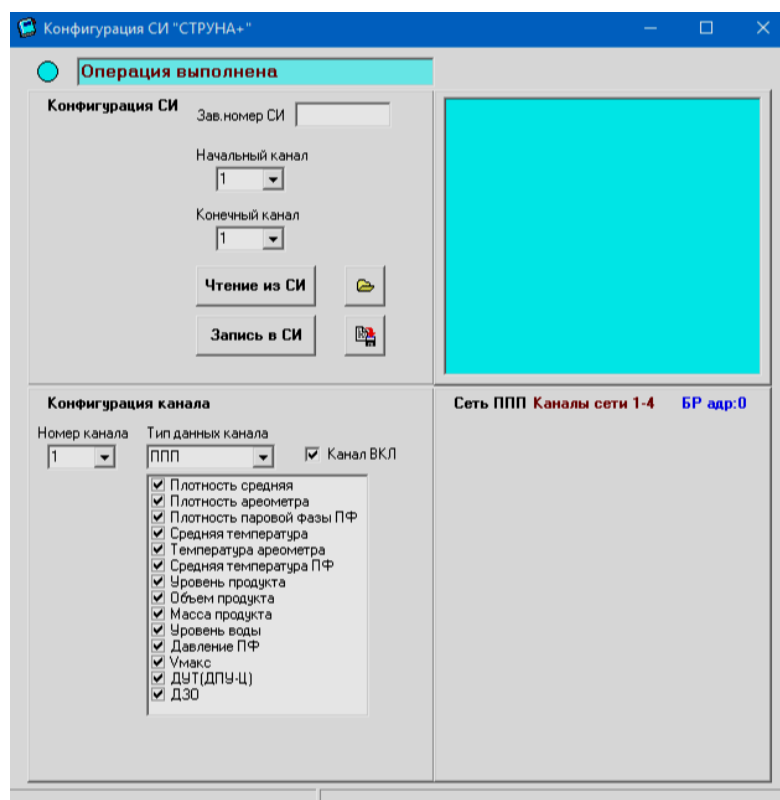 Конфигурация СИ "СТРУНА+"
Операция выполнена
Конфигурация СИ
Зав.номер СИ
Начальный канал
1
Конечный канал
1
Чтение из СИ
Запись в СИ
Конфигурация канала
Номер канала Тип данных канала
1 ППП Канал ВКЛ
Плотность средняя
Плотность ареометра
Плотность паровой фазы ПФ
Средняя температура
Температура ареометра
Средняя температура ПФ
Уровень продукта
Объем продукта
Масса продукта
Уровень воды
Давление ПФ
Vмакс
ДУТ(ДПУ-Ц)
ДЗО
Сеть ППП Каналы сети 1-4 БР адр:0